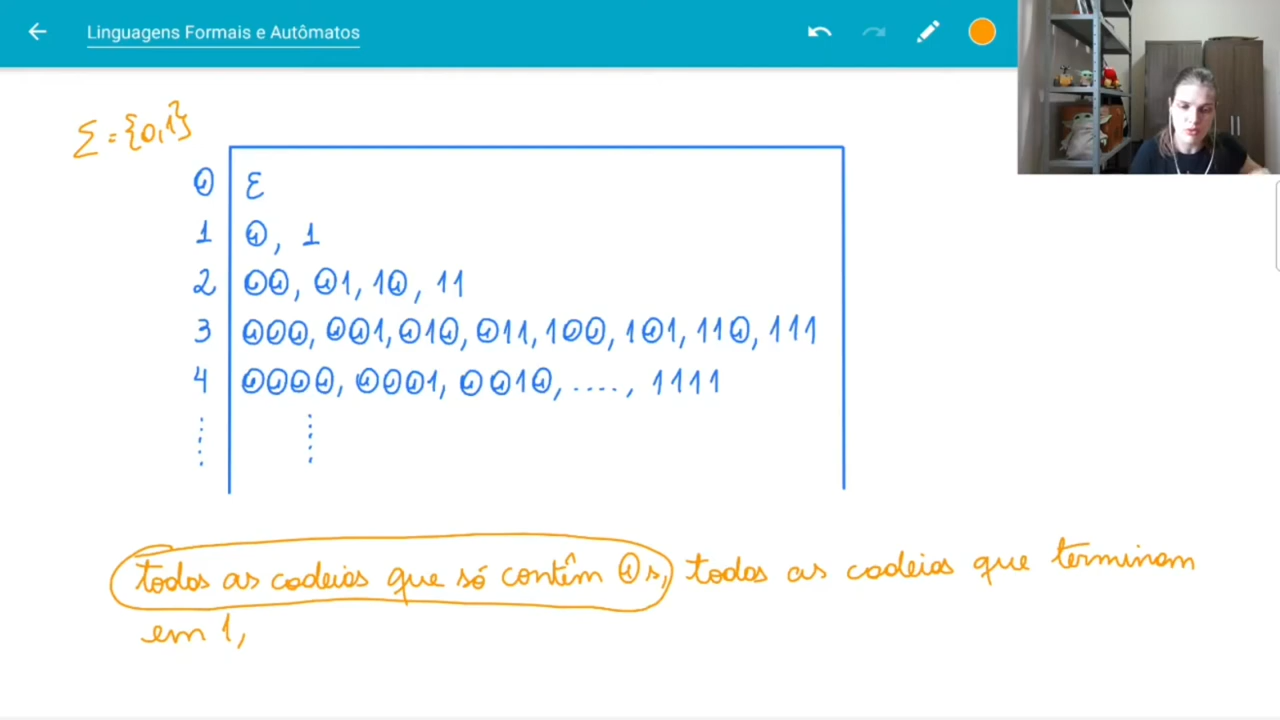 Linguagens Formais e Autômatos
Σ = {0,1}
0 ε
1 0, 1
2 00, 01, 10, 11
3 000, 001, 010, 011, 100, 101, 110, 111
4 0000, 0001, 0010, ...., 1111
todas as cadeias que só contêm 0s, todas as cadeias que terminam
em 1,